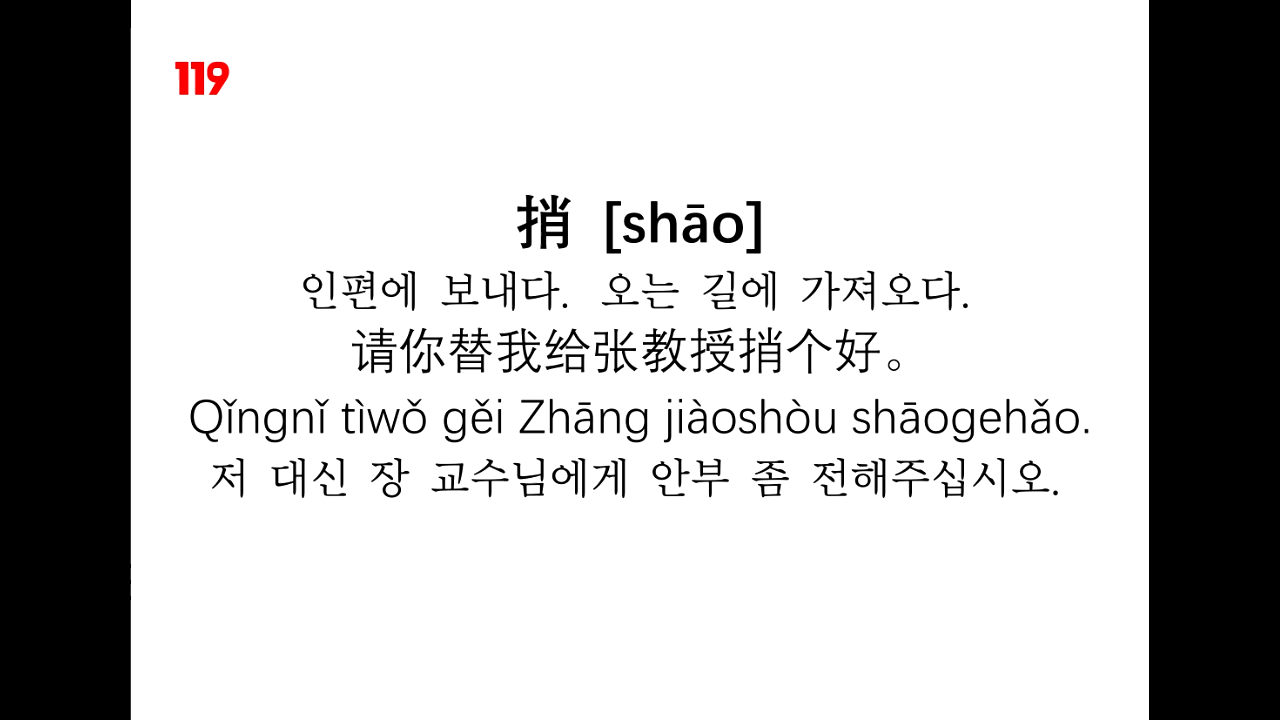 119
捎 [shāo]
인편에 보내다. 오는 길에 가져오다.
请你替我给张教授捎个好。
Qǐngnǐ tìwǒ gěi Zhāng jiàoshòu shāogehǎo.
저 대신 장 교수님에게 안부 좀 전해주십시오.